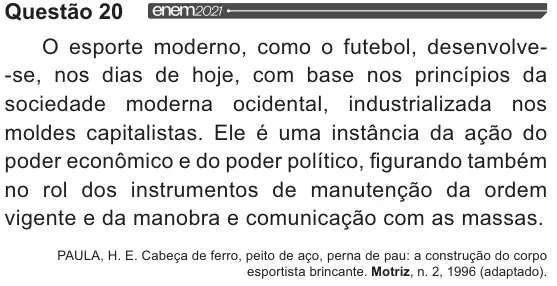 Questão 20 enem2021
O esporte moderno, como o futebol, desenvolve-
-se, nos dias de hoje, com base nos princípios da
sociedade moderna ocidental, industrializada nos
moldes capitalistas. Ele é uma instância da ação do
poder econômico e do poder político, figurando também
no rol dos instrumentos de manutenção da ordem
vigente e da manobra e comunicação com as massas.
PAULA, H. E. Cabeça de ferro, peito de aço, perna de pau: a construção do corpo
esportista brincante. Motriz, n. 2, 1996 (adaptado).